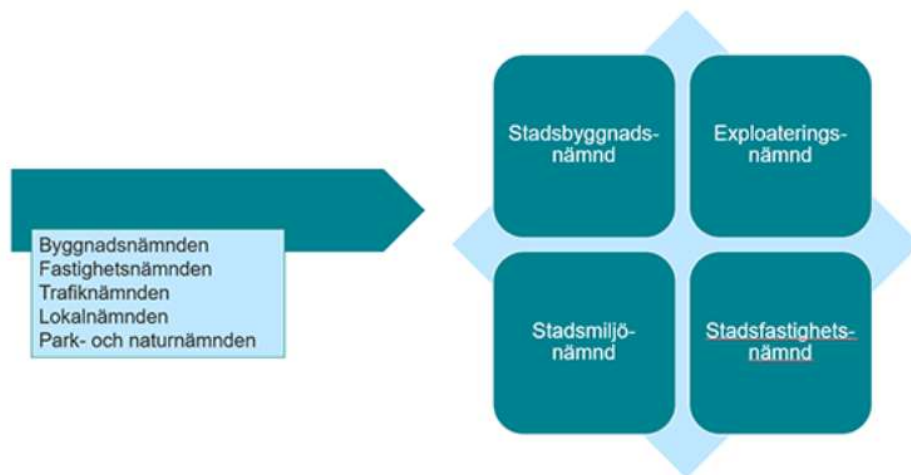 Byggnadsnämnden
Fastighetsnämnden
Trafiknämnden
Lokalnämnden
Park- och naturnämnden
Stadsbyggnads-
nämnd
Exploaterings-
nämnd
Stadsmiljö-
nämnd
Stadsfastighets-
nämnd